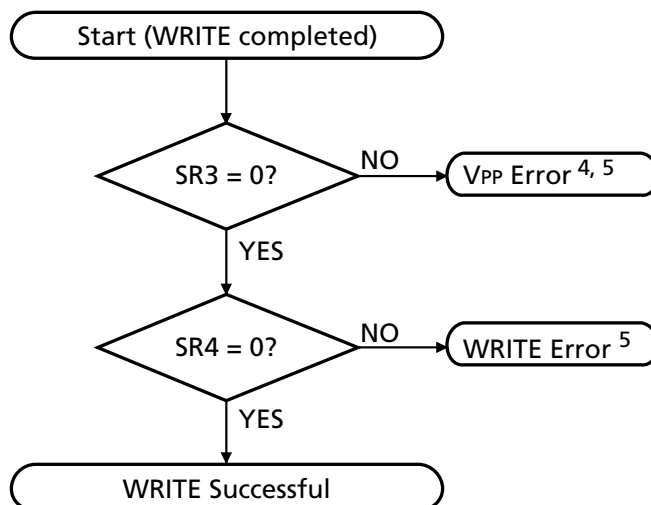 Start (WRITE completed)
SR3 = 0?
NO
VPP Error 4, 5
YES
SR4 = 0?
NO
WRITE Error 5
YES
WRITE Successful